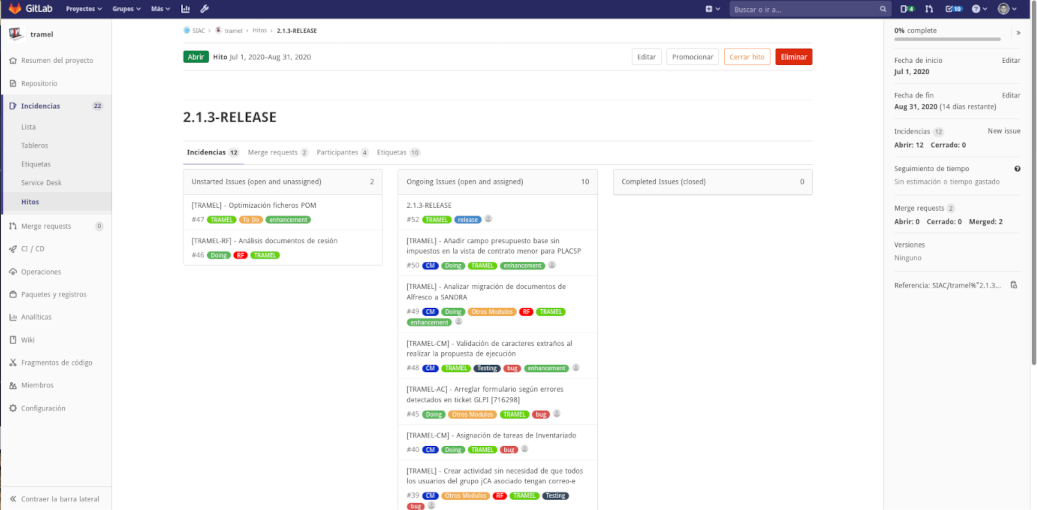 GitLab Proyectos Grupos Más Buscar o ir a... 4 10
tramel
Resumen del proyecto
Repositorio
Incidencias 22
Lista
Tableros
Etiquetas
Service Desk
Hitos
Merge requests 0
CI / CD
Operaciones
Paquetes y registros
Analíticas
Wiki
Fragmentos de código
Miembros
Configuración
Contraer la barra lateral
SIAC > tramel > Hitos > 2.1.3-RELEASE
Abrir Hito Jul 1, 2020–Aug 31, 2020 Editar Promocionar Cerrar hito Eliminar
2.1.3-RELEASE
Incidencias 12 Merge requests 2 Participantes 4 Etiquetas 10
Unstarted Issues (open and unassigned) 2
[TRAMEL] - Optimización ficheros POM
#47 TRAMEL To Do enhancement
[TRAMEL-RF] - Análisis documentos de cesión
#46 Doing RF TRAMEL
Ongoing Issues (open and assigned) 10
2.1.3-RELEASE
#52 TRAMEL release
[TRAMEL] - Añadir campo presupuesto base sin
impuestos en la vista de contrato menor para PLACSP
#50 CM Doing TRAMEL enhancement
[TRAMEL] - Analizar migración de documentos de
Alfresco a SANDRA
#49 CM Doing Otros Modulos RF TRAMEL
enhancement
[TRAMEL-CM] - Validación de caracteres extraños al
realizar la propuesta de ejecución
#48 CM TRAMEL Testing bug enhancement
[TRAMEL-AC] - Arreglar formulario según errores
detectados en ticket GLPI [716298]
#45 Doing Otros Modulos TRAMEL bug
[TRAMEL-CM] - Asignación de tareas de Inventariado
#40 CM Doing TRAMEL bug
[TRAMEL] - Crear actividad sin necesidad de que todos
los usuarios del grupo jCA asociado tengan correo-e
#39 CM Otros Modulos RF TRAMEL Testing
bug
Completed Issues (closed) 0
0% complete »
Fecha de inicio Editar
Jul 1, 2020
Fecha de fin Editar
Aug 31, 2020 (14 días restante)
Incidencias 12 New issue
Abrir: 12 Cerrado: 0
Seguimiento de tiempo
Sin estimación o tiempo gastado
Merge requests 2
Abrir: 0 Cerrado: 0 Merged: 2
Versiones
Ninguno
Referencia: SIAC/tramel%"2.1.3...